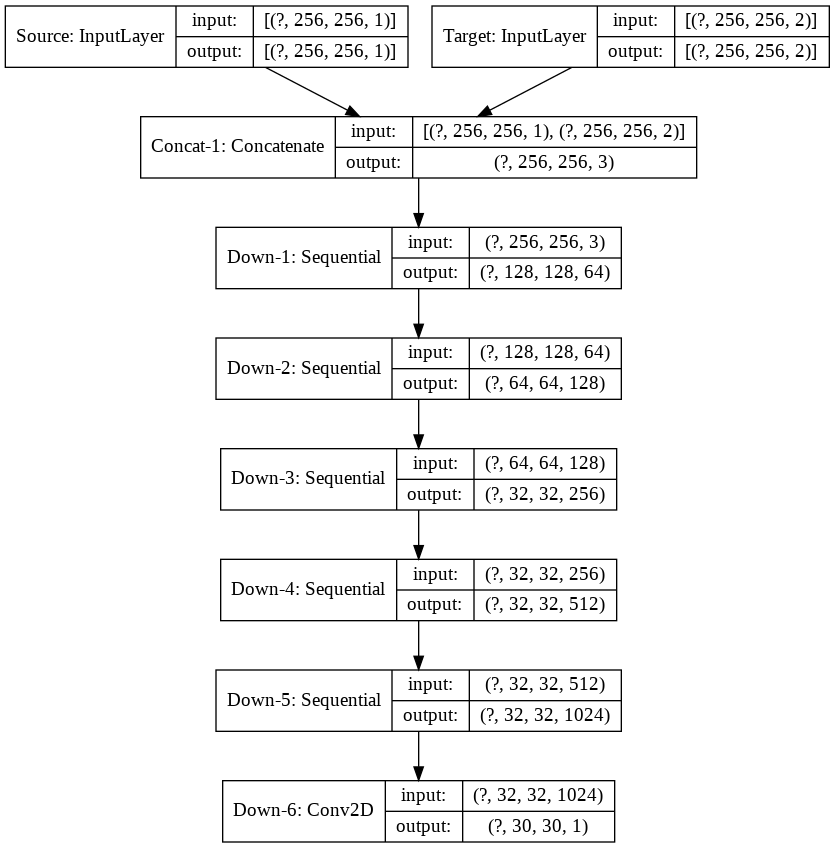 Source: InputLayer
input:
[(?, 256, 256, 1)]
output:
[(?, 256, 256, 1)]
Target: InputLayer
input:
[(?, 256, 256, 2)]
output:
[(?, 256, 256, 2)]
Concat-1: Concatenate
input:
[(?, 256, 256, 1), (?, 256, 256, 2)]
output:
(?, 256, 256, 3)
Down-1: Sequential
input:
(?, 256, 256, 3)
output:
(?, 128, 128, 64)
Down-2: Sequential
input:
(?, 128, 128, 64)
output:
(?, 64, 64, 128)
Down-3: Sequential
input:
(?, 64, 64, 128)
output:
(?, 32, 32, 256)
Down-4: Sequential
input:
(?, 32, 32, 256)
output:
(?, 32, 32, 512)
Down-5: Sequential
input:
(?, 32, 32, 512)
output:
(?, 32, 32, 1024)
Down-6: Conv2D
input:
(?, 32, 32, 1024)
output:
(?, 30, 30, 1)